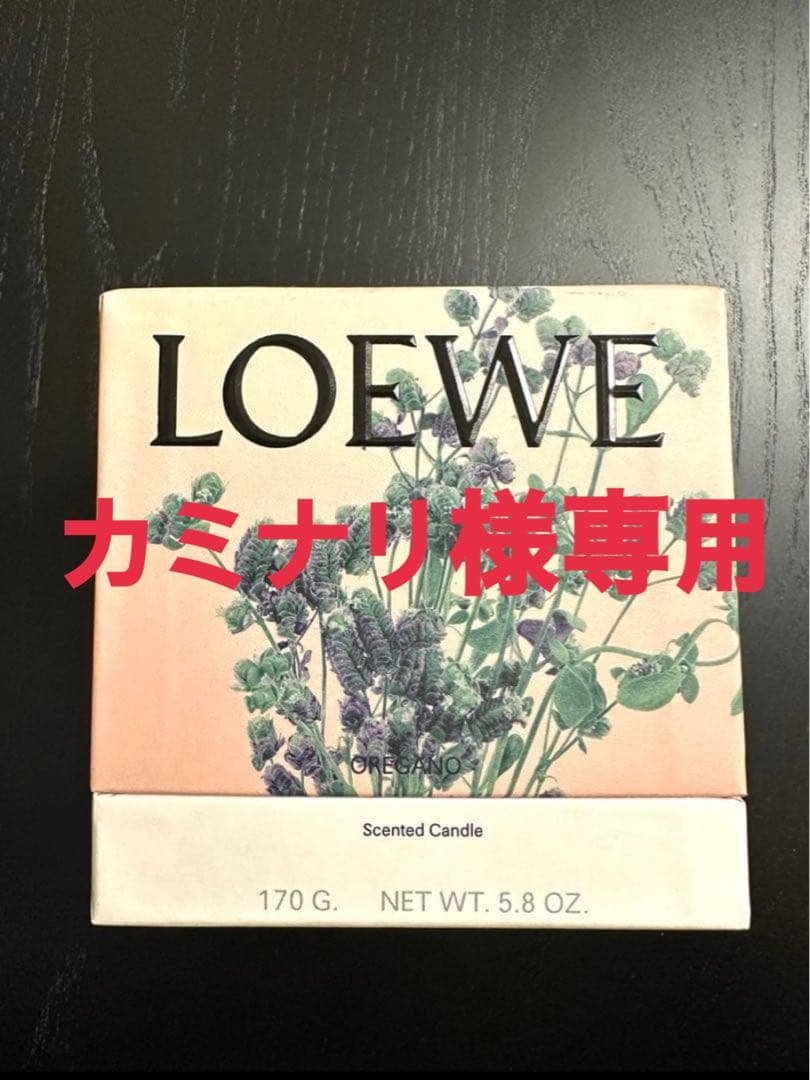 LOEWE
カミナリ様専用
OREGANO
Scented Candle
170 G. NET WT. 5.8 OZ.